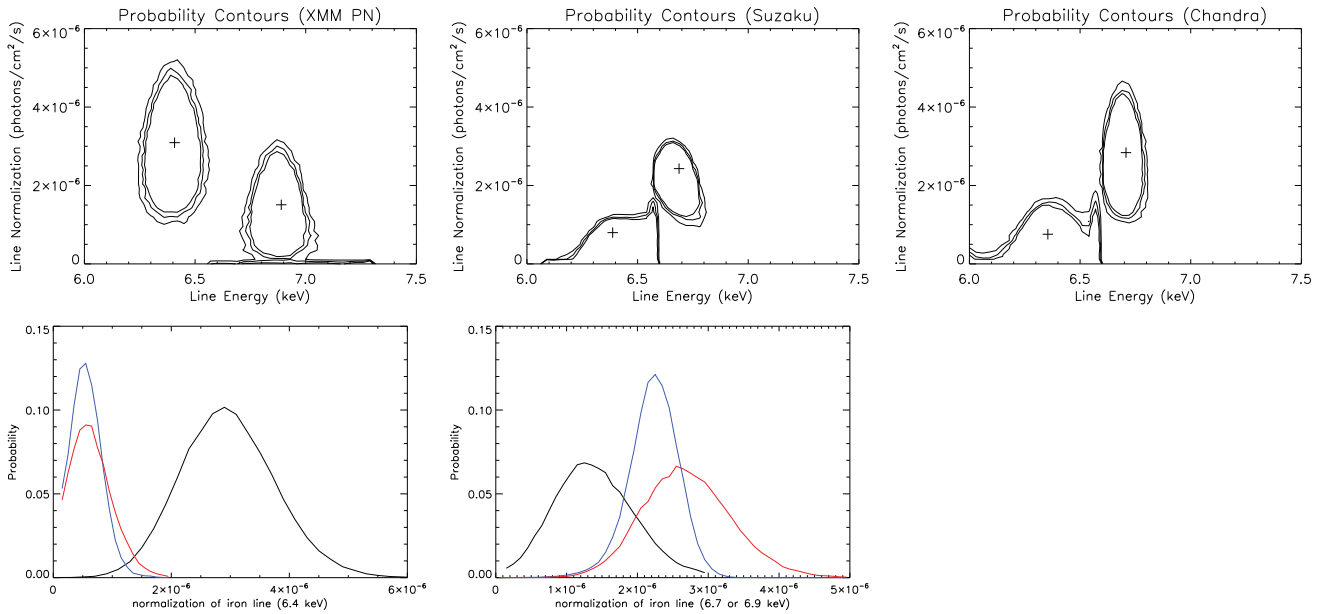 Probability Contours (XMM PN)
Line Normalization (photons/cm²/s)
6×10⁻⁶
4×10⁻⁶
2×10⁻⁶
0
6.0 6.5 7.0 7.5
Line Energy (keV)
Probability Contours (Suzaku)
Line Normalization (photons/cm²/s)
6×10⁻⁶
4×10⁻⁶
2×10⁻⁶
0
6.0 6.5 7.0 7.5
Line Energy (keV)
Probability Contours (Chandra)
Line Normalization (photons/cm²/s)
6×10⁻⁶
4×10⁻⁶
2×10⁻⁶
0
6.0 6.5 7.0 7.5
Line Energy (keV)
Probability
0.15
0.10
0.05
0.00
0 2×10⁻⁶ 4×10⁻⁶ 6×10⁻⁶
normalization of iron line (6.4 keV)
Probability
0.15
0.10
0.05
0.00
0 1×10⁻⁶ 2×10⁻⁶ 3×10⁻⁶ 4×10⁻⁶ 5×10⁻⁶
normalization of iron line (6.7 or 6.9 keV)